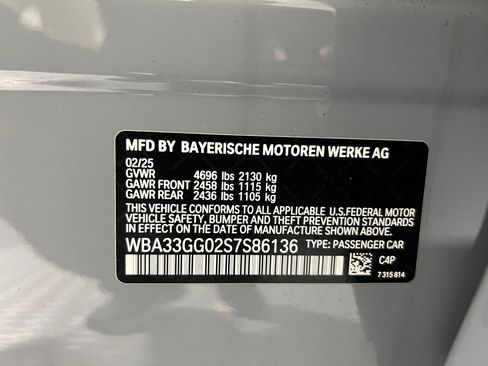 MFD BY BAYERISCHE MOTOREN WERKE AG
02/25
GVWR 4696 lbs 2130 kg
GAWR FRONT 2458 lbs 1115 kg
GAWR REAR 2436 lbs 1105 kg
THIS VEHICLE CONFORMS TO ALL APPLICABLE U.S.FEDERAL MOTOR
VEHICLE SAFETY, BUMPER, AND THEFT PREVENTION STANDARDS
IN EFFECT ON THE DATE OF MANUFACTURE SHOWN ABOVE.
WBA33GG02S7S86136 TYPE: PASSENGER CAR
C4P
7 315 814